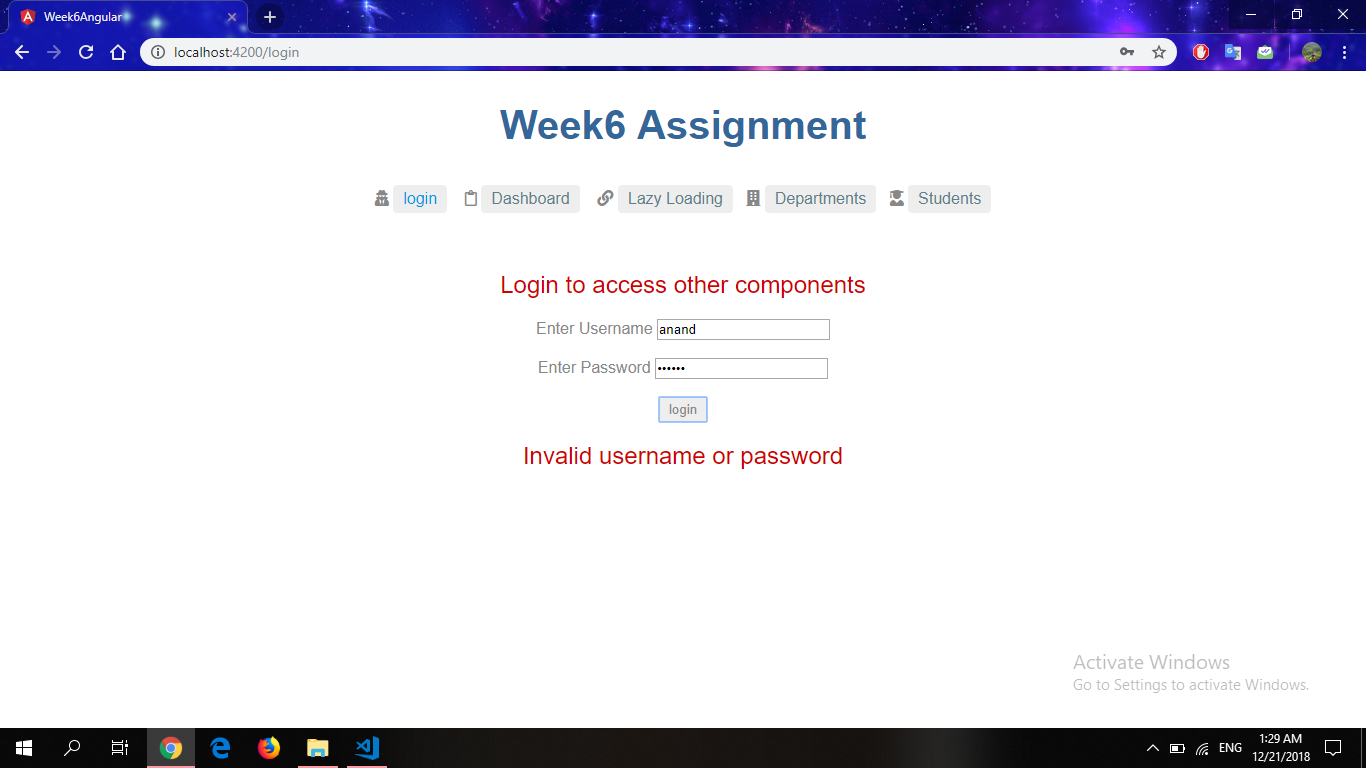 Week6Angular
localhost:4200/login
Week6 Assignment
login Dashboard Lazy Loading Departments Students
Login to access other components
Enter Username anand
Enter Password ••••••
login
Invalid username or password
Activate Windows
Go to Settings to activate Windows.
ENG
1:29 AM
12/21/2018